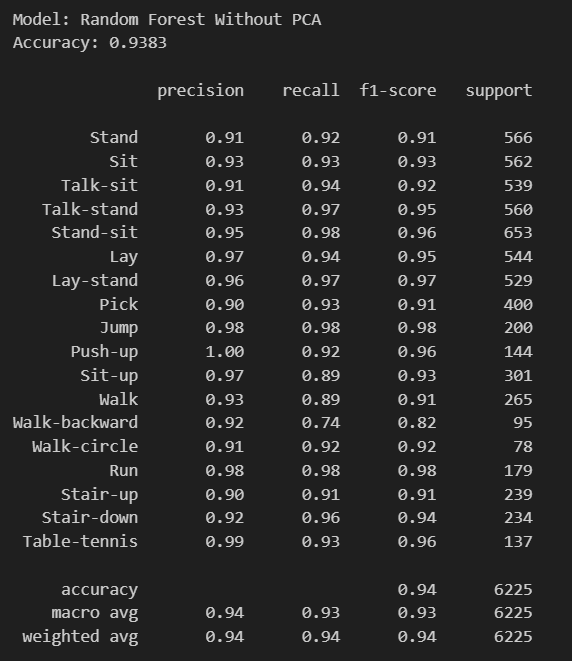 Model: Random Forest Without PCA
Accuracy: 0.9383
precision recall f1-score support
Stand 0.91 0.92 0.91 566
Sit 0.93 0.93 0.93 562
Talk-sit 0.91 0.94 0.92 539
Talk-stand 0.93 0.97 0.95 560
Stand-sit 0.95 0.98 0.96 653
Lay 0.97 0.94 0.95 544
Lay-stand 0.96 0.97 0.97 529
Pick 0.90 0.93 0.91 400
Jump 0.98 0.98 0.98 200
Push-up 1.00 0.92 0.96 144
Sit-up 0.97 0.89 0.93 301
Walk 0.93 0.89 0.91 265
Walk-backward 0.92 0.74 0.82 95
Walk-circle 0.91 0.92 0.92 78
Run 0.98 0.98 0.98 179
Stair-up 0.90 0.91 0.91 239
Stair-down 0.92 0.96 0.94 234
Table-tennis 0.99 0.93 0.96 137
accuracy 0.94 6225
macro avg 0.94 0.93 0.93 6225
weighted avg 0.94 0.94 0.94 6225